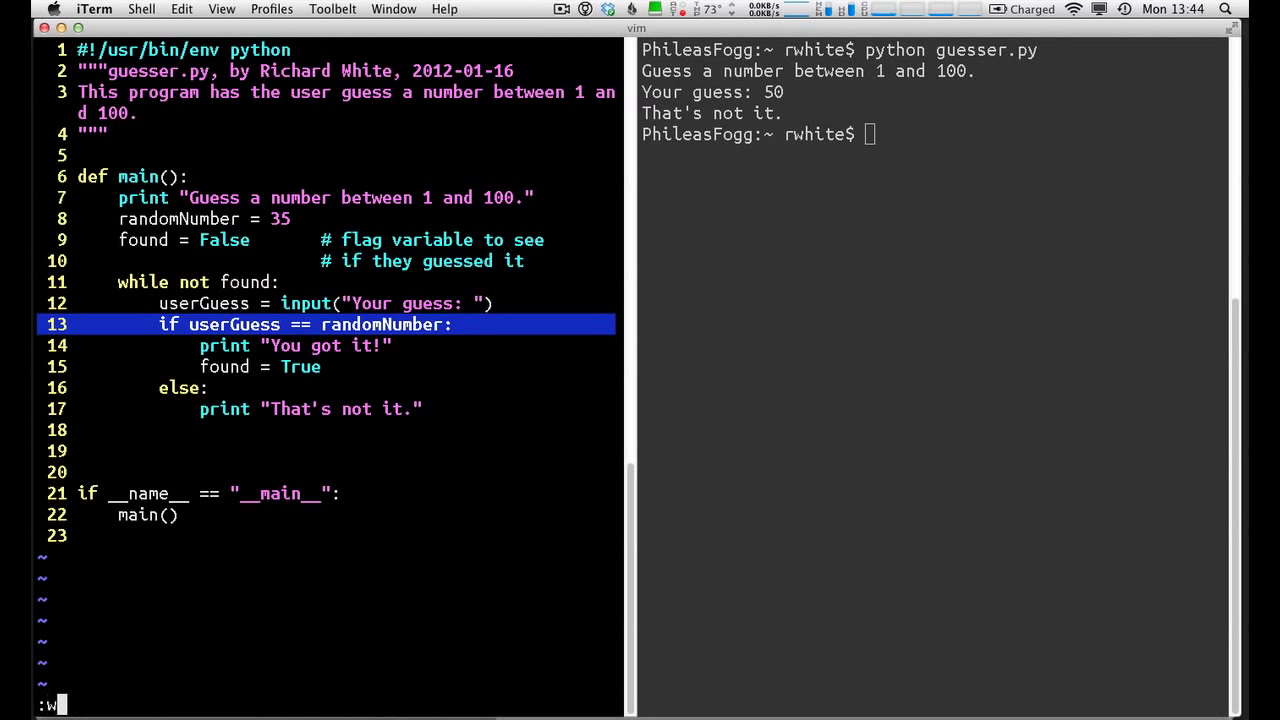 iTerm Shell Edit View Profiles Toolbelt Window Help 73° 0.0KB/s 0.0KB/s Charged Mon 13:44
vim
1 #!/usr/bin/env python
2 """guesser.py, by Richard White, 2012-01-16
3 This program has the user guess a number between 1 an
d 100.
4 """
5
6 def main():
7 print "Guess a number between 1 and 100."
8 randomNumber = 35
9 found = False # flag variable to see
10 # if they guessed it
11 while not found:
12 userGuess = input("Your guess: ")
13 if userGuess == randomNumber:
14 print "You got it!"
15 found = True
16 else:
17 print "That's not it."
18
19
20
21 if __name__ == "__main__":
22 main()
23
~
~
~
~
~
~
~
:w
PhileasFogg:~ rwhite$ python guesser.py
Guess a number between 1 and 100.
Your guess: 50
That's not it.
PhileasFogg:~ rwhite$